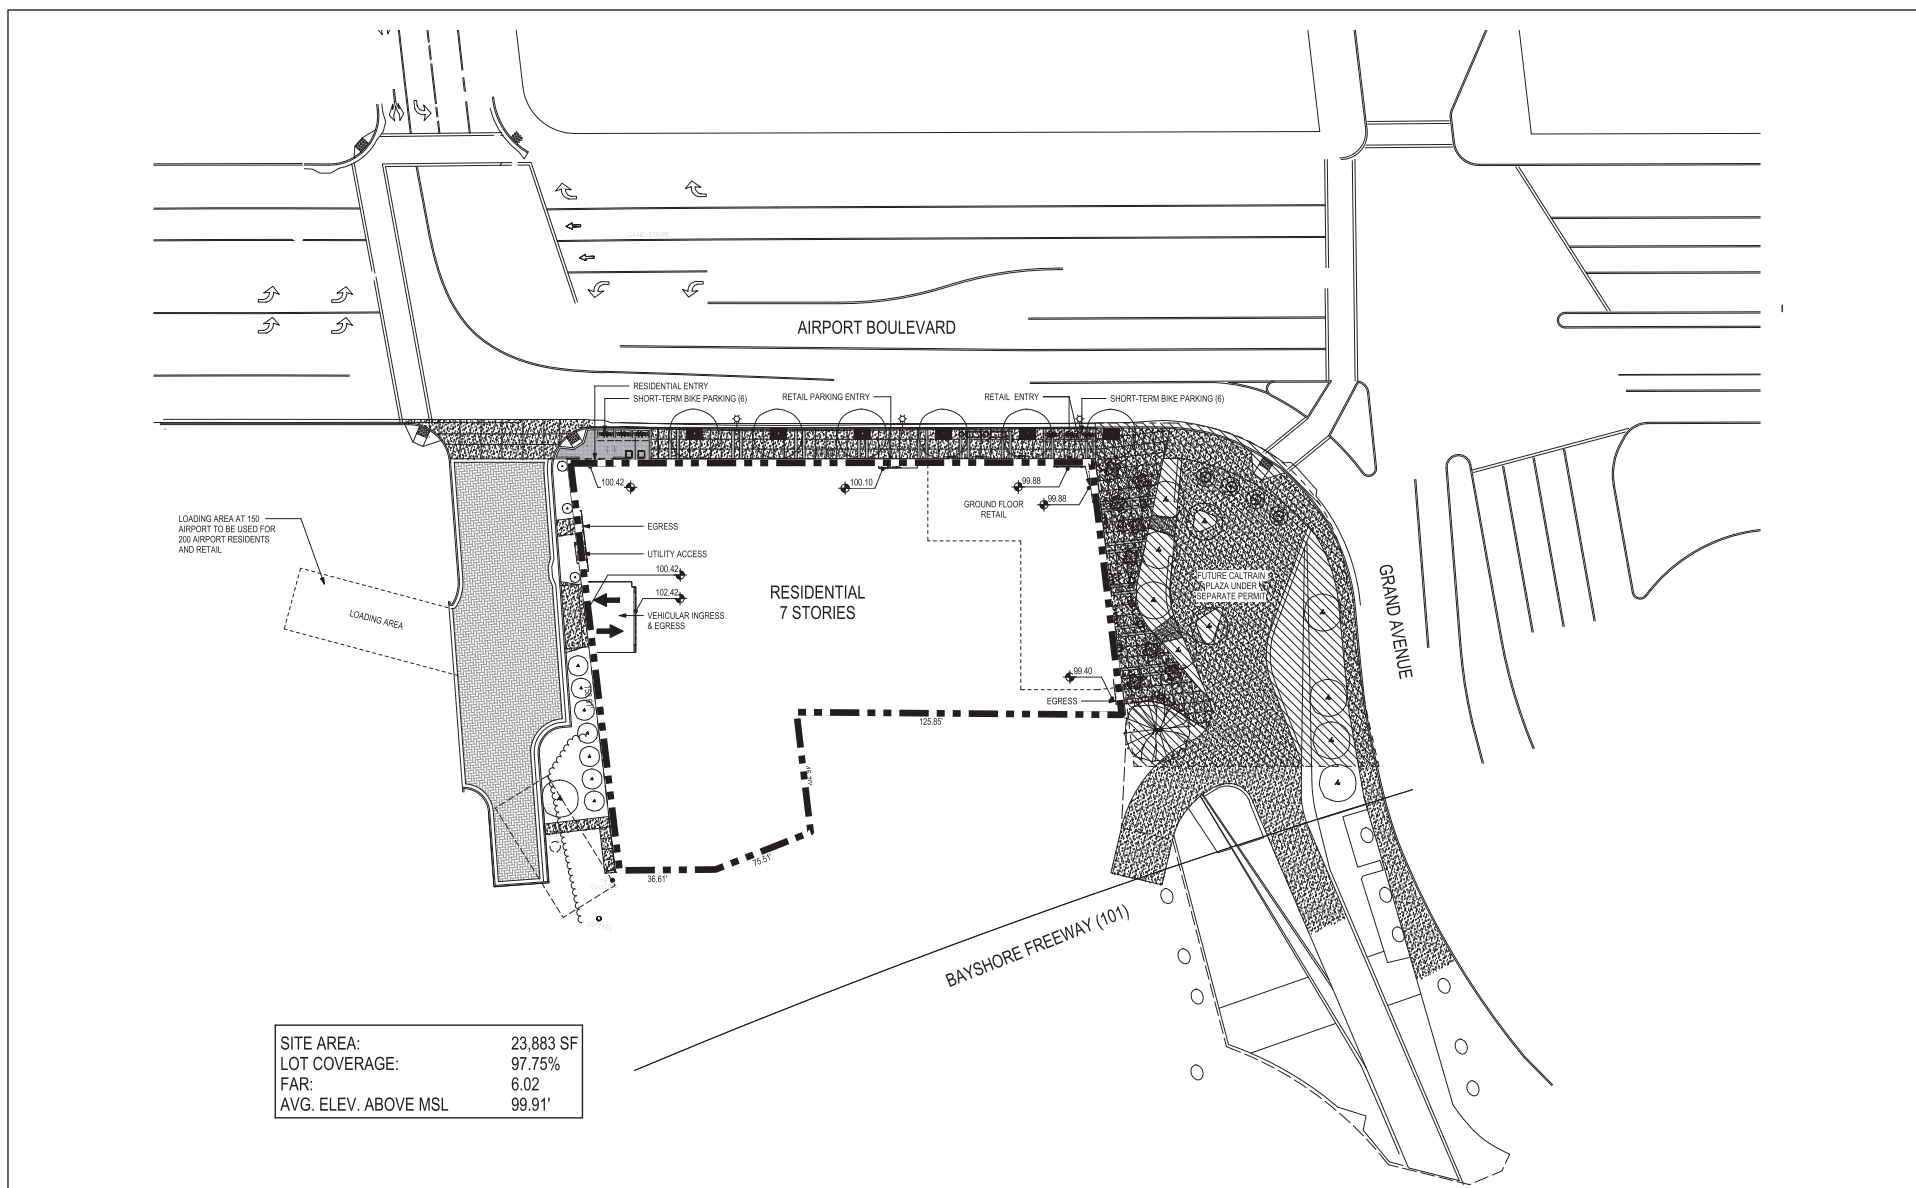 LANE STRIPE
AIRPORT BOULEVARD
RESIDENTIAL ENTRY
SHORT-TERM BIKE PARKING (6)
RETAIL PARKING ENTRY
RETAIL ENTRY
SHORT-TERM BIKE PARKING (6)
100.42
100.10
99.88
99.88
GROUND FLOOR
RETAIL
LOADING AREA AT 150
AIRPORT TO BE USED FOR
200 AIRPORT RESIDENTS
AND RETAIL
LOADING AREA
EGRESS
UTILITY ACCESS
100.42
102.42
VEHICULAR INGRESS
& EGRESS
RESIDENTIAL
7 STORIES
FUTURE CALTRAIN
PLAZA UNDER
SEPARATE PERMIT
GRAND AVENUE
99.40
EGRESS
125.85'
75.51'
36.61'
BAYSHORE FREEWAY (101)
SITE AREA: 23,883 SF
LOT COVERAGE: 97.75%
FAR: 6.02
AVG. ELEV. ABOVE MSL 99.91'